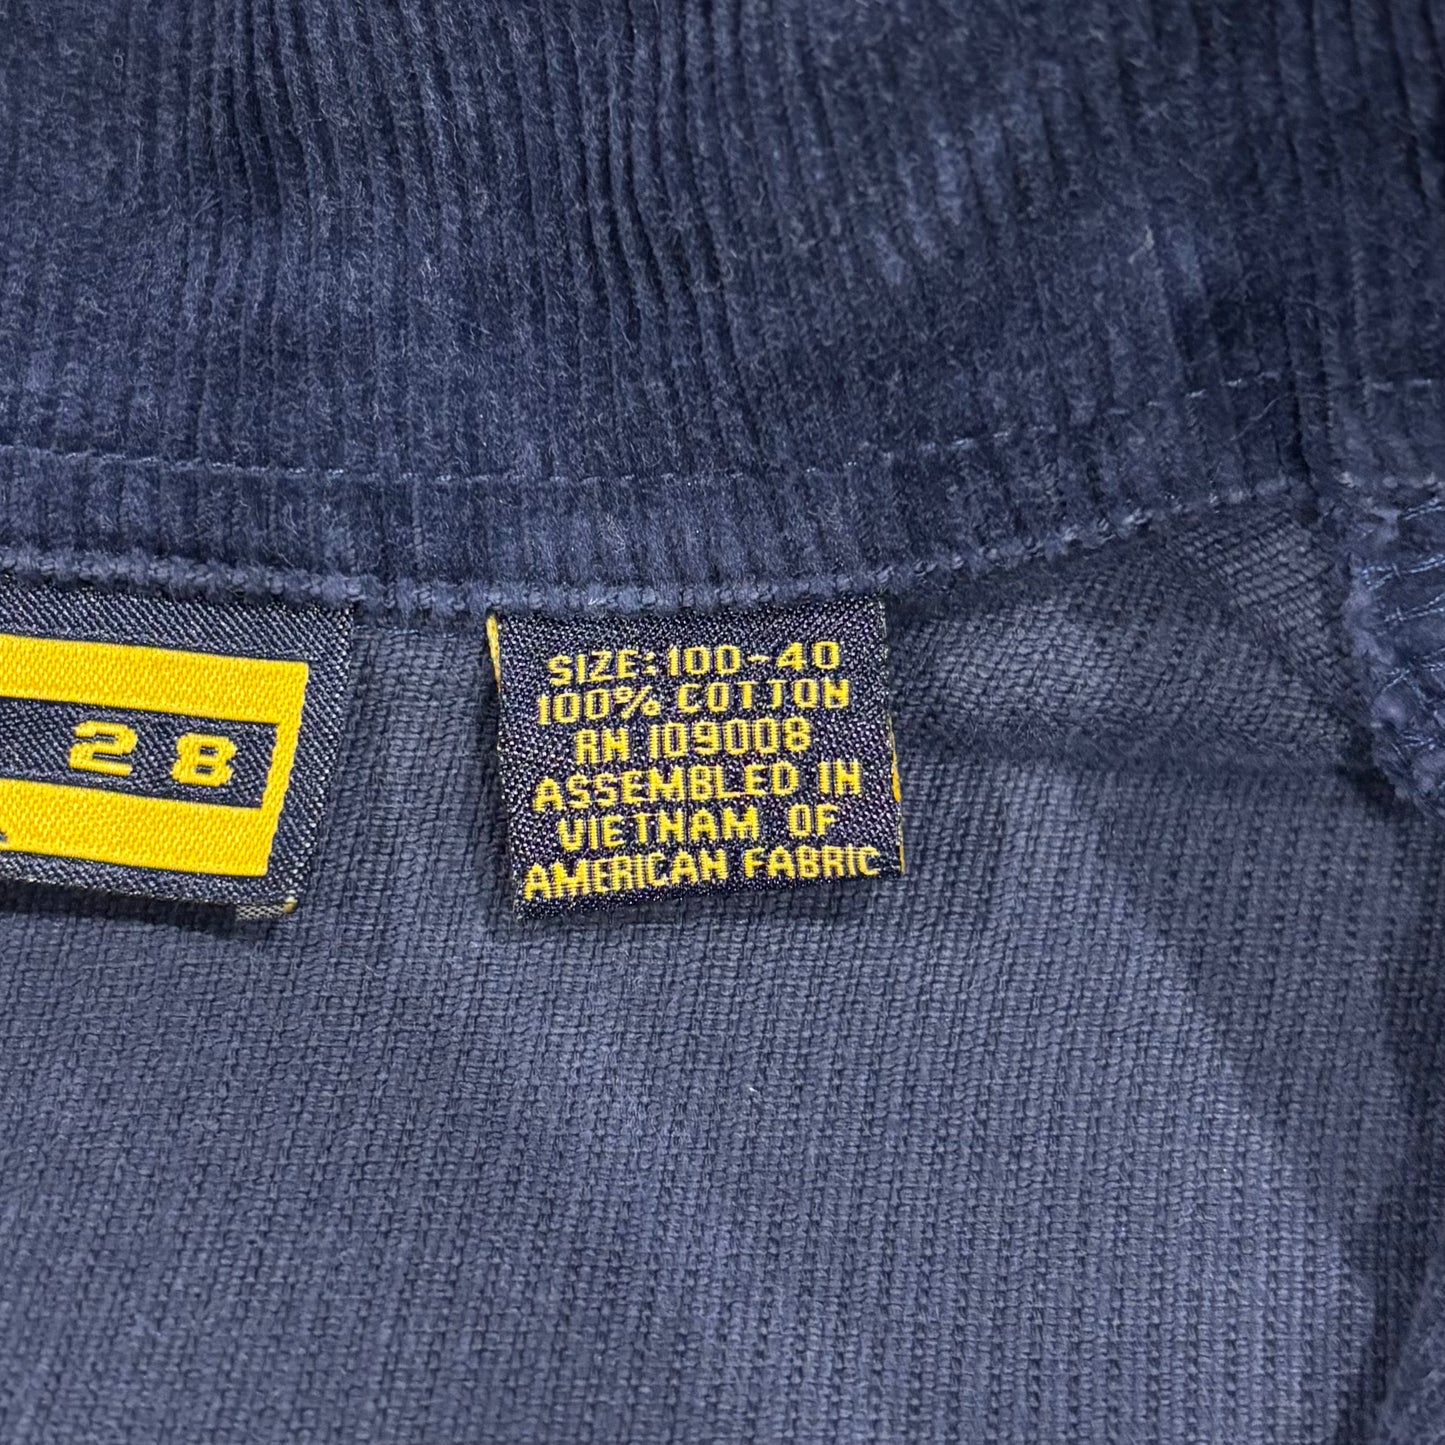 28
SIZE: 100-40
100% COTTON
RN 109008
ASSEMBLED IN
VIETNAM OF
AMERICAN FABRIC